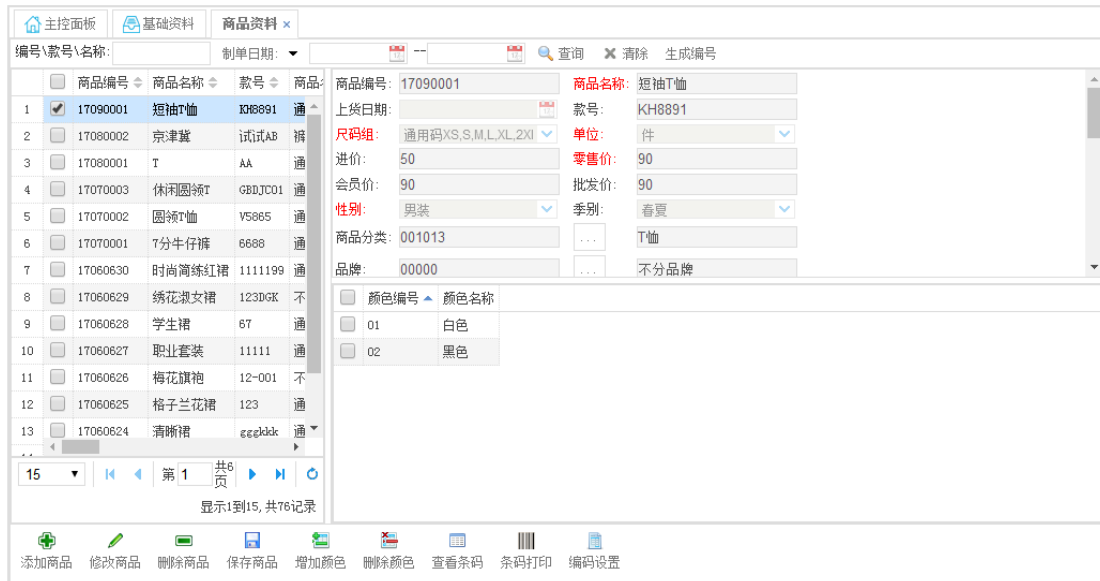 主控面板 基础资料 商品资料 ×
编号\款号\名称: 制单日期: -- 查询 清除 生成编号
商品编号 商品名称 款号
1 17090001 短袖T恤 KH8891 通
2 17080002 京津冀 试试AB 裤
3 17080001 T AA 通
4 17070003 休闲圆领T GBDJC01 通
5 17070002 圆领T恤 V5865 通
6 17070001 7分牛仔裤 6688 通
7 17060630 时尚简练红裙 1111199 通
8 17060629 绣花淑女裙 123DGK 不
9 17060628 学生裙 67 通
10 17060627 职业套装 11111 通
11 17060626 梅花旗袍 12-001 不
12 17060625 格子兰花裙 123 通
13 17060624 清晰裙 gggkkk 通
15 第 1 共6页
显示1到15,共76记录
商品编号: 17090001 商品名称: 短袖T恤
上货日期: 款号: KH8891
尺码组: 通用码XS,S,M,L,XL,2XI 单位: 件
进价: 50 零售价: 90
会员价: 90 批发价: 90
性别: 男装 季别: 春夏
商品分类: 001013 ... T恤
品牌: 00000 ... 不分品牌
颜色编号 颜色名称
01 白色
02 黑色
添加商品 修改商品 删除商品 保存商品 增加颜色 删除颜色 查看条码 条码打印 编码设置